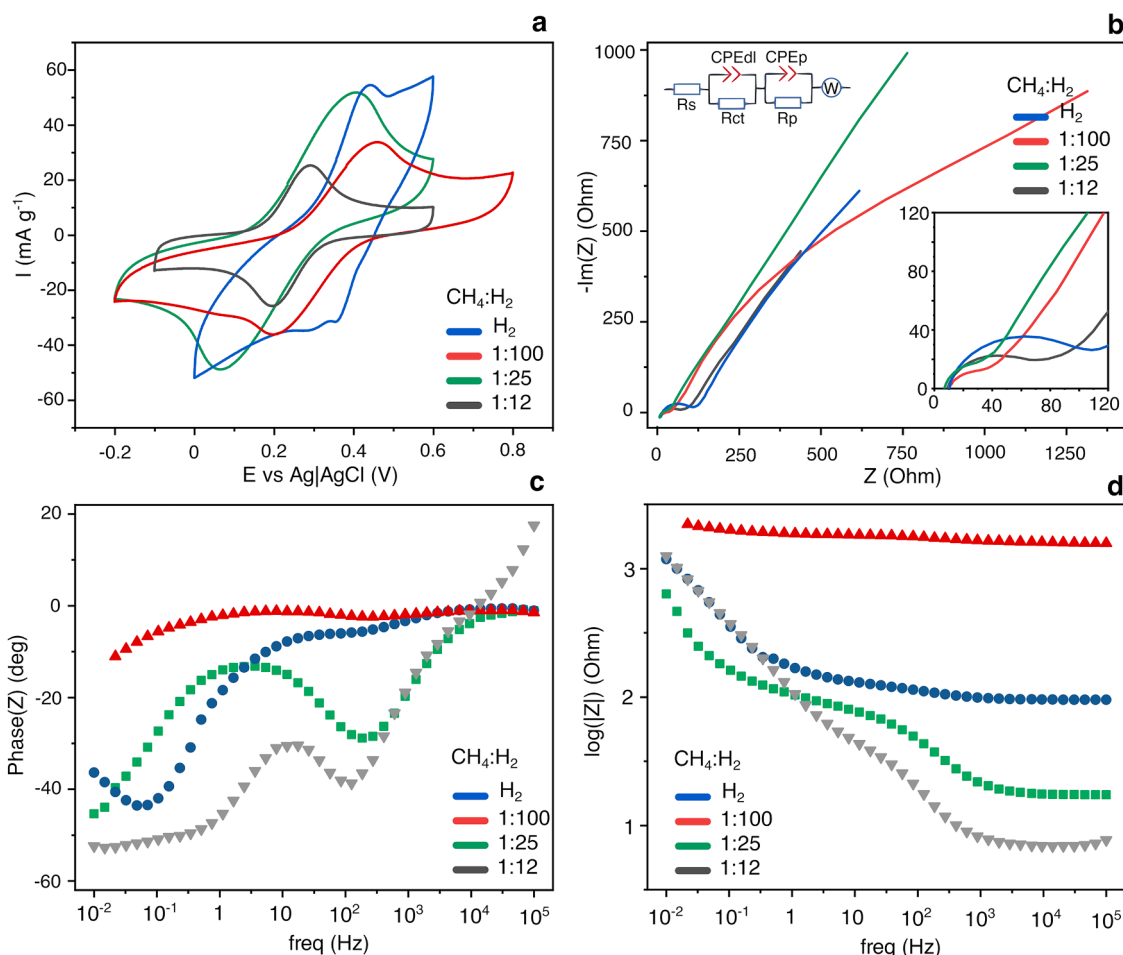 a
I (mA g⁻¹)
60
40
20
0
-20
-40
-60
-0.2
0
0.2
0.4
0.6
0.8
E vs Ag|AgCl (V)
CH₄:H₂
H₂
1:100
1:25
1:12
b
-Im(Z) (Ohm)
1000
750
500
250
0
0
250
500
750
1000
1250
Z (Ohm)
CPEdl
CPEp
Rs
Rct
Rp
W
CH₄:H₂
H₂
1:100
1:25
1:12
120
80
40
0
0
40
80
120
c
Phase(Z) (deg)
20
0
-20
-40
-60
10⁻²
10⁻¹
1
10
10²
10³
10⁴
10⁵
freq (Hz)
CH₄:H₂
H₂
1:100
1:25
1:12
d
log(|Z|) (Ohm)
3
2
1
10⁻²
10⁻¹
1
10
10²
10³
10⁴
10⁵
freq (Hz)
CH₄:H₂
H₂
1:100
1:25
1:12